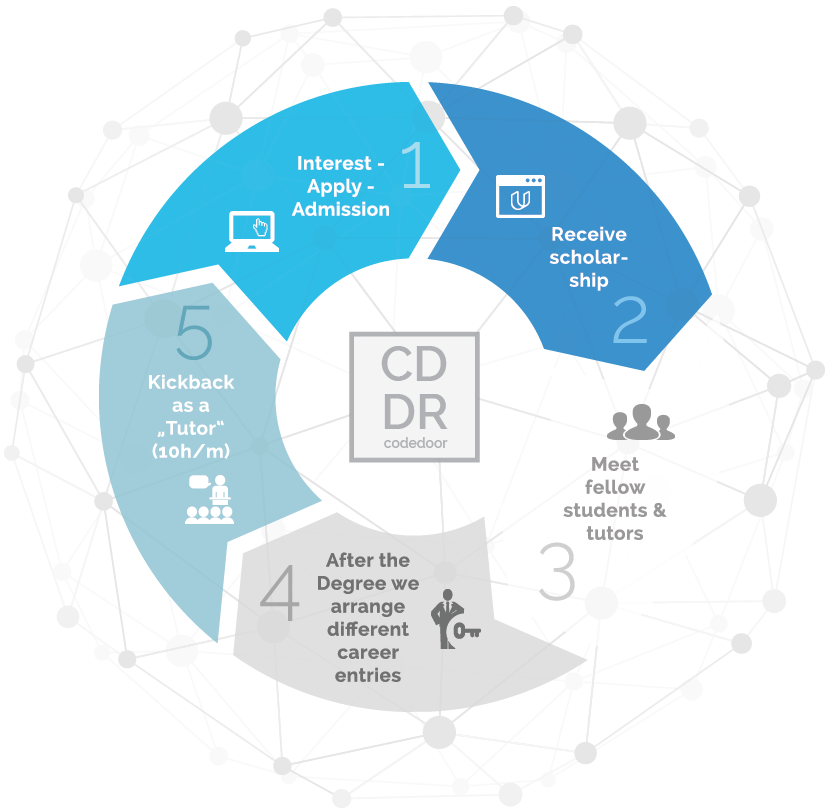 1
Interest -
Apply -
Admission
Receive
scholar-
ship
2
Meet
fellow
students &
tutors
3
4
After the
Degree we
arrange
different
career
entries
5
Kickback
as a
„Tutor“
(10h/m)
CD
DR
codedoor